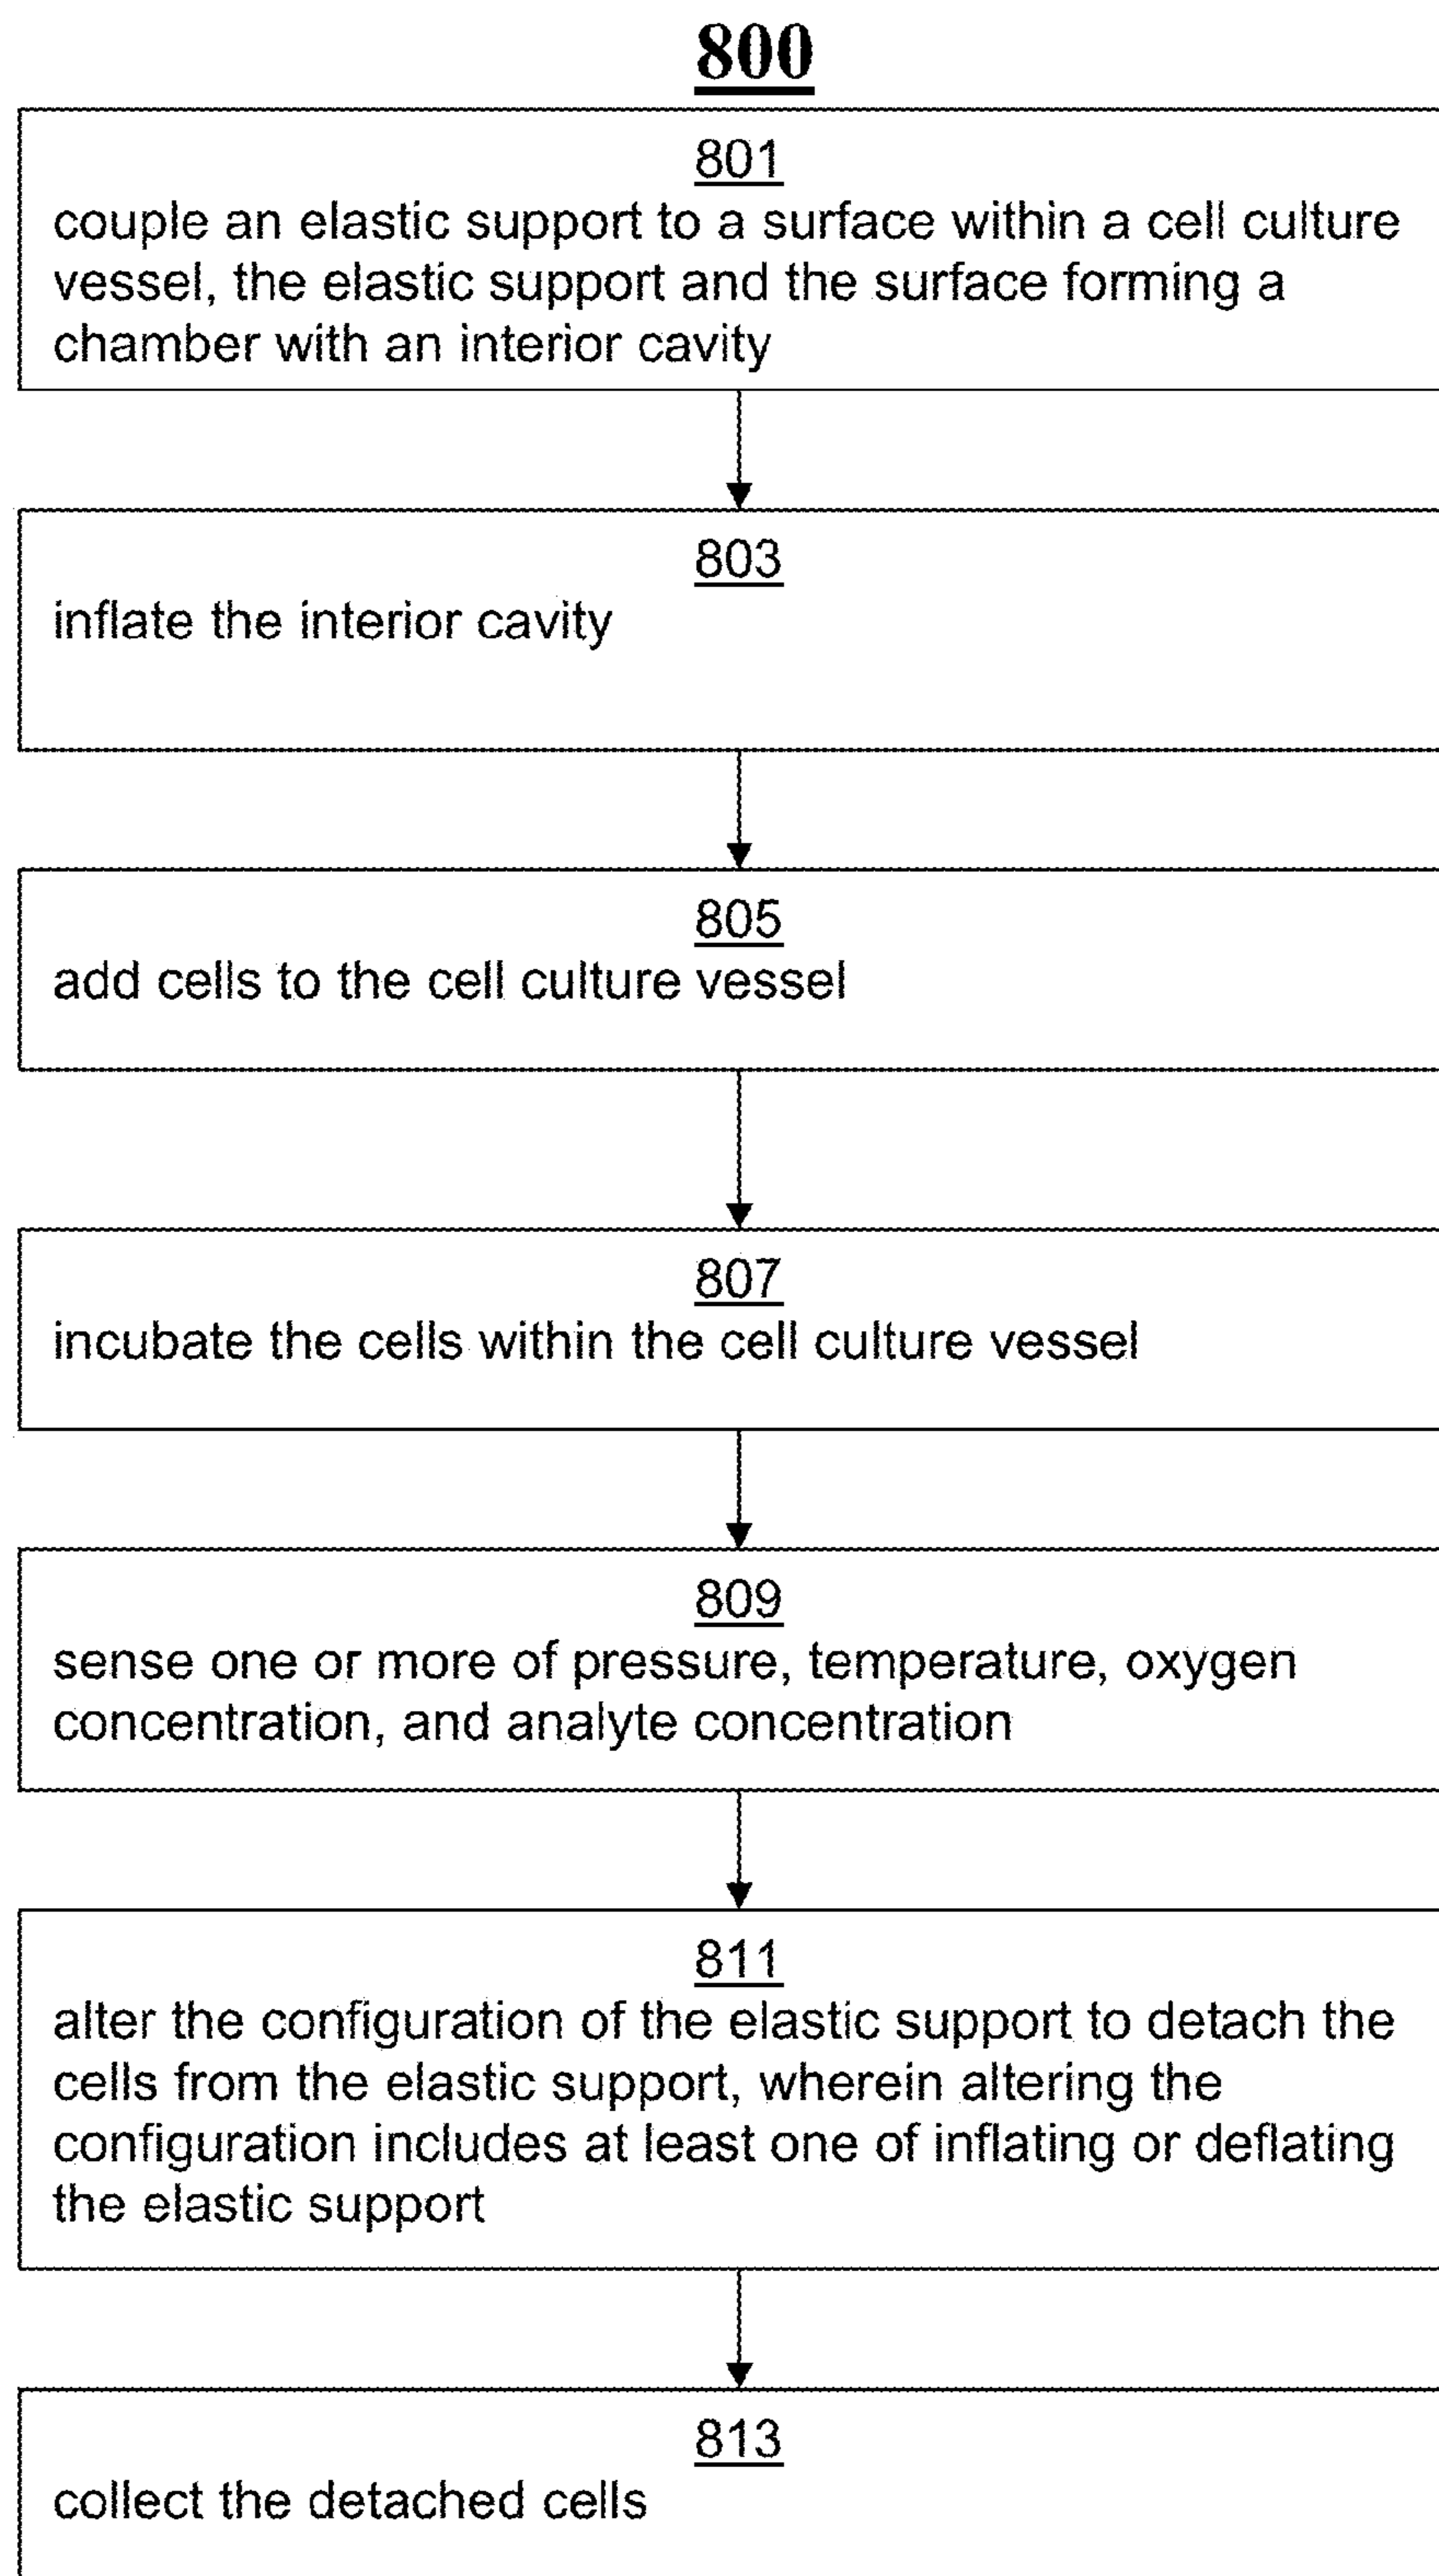 800
801
couple an elastic support to a surface within a cell culture
vessel, the elastic support and the surface forming a
chamber with an interior cavity
803
inflate the interior cavity
805
add cells to the cell culture vessel
807
incubate the cells within the cell culture vessel
809
sense one or more of pressure, temperature, oxygen
concentration, and analyte concentration
811
alter the configuration of the elastic support to detach the
cells from the elastic support, wherein altering the
configuration includes at least one of inflating or deflating
the elastic support
813
collect the detached cells